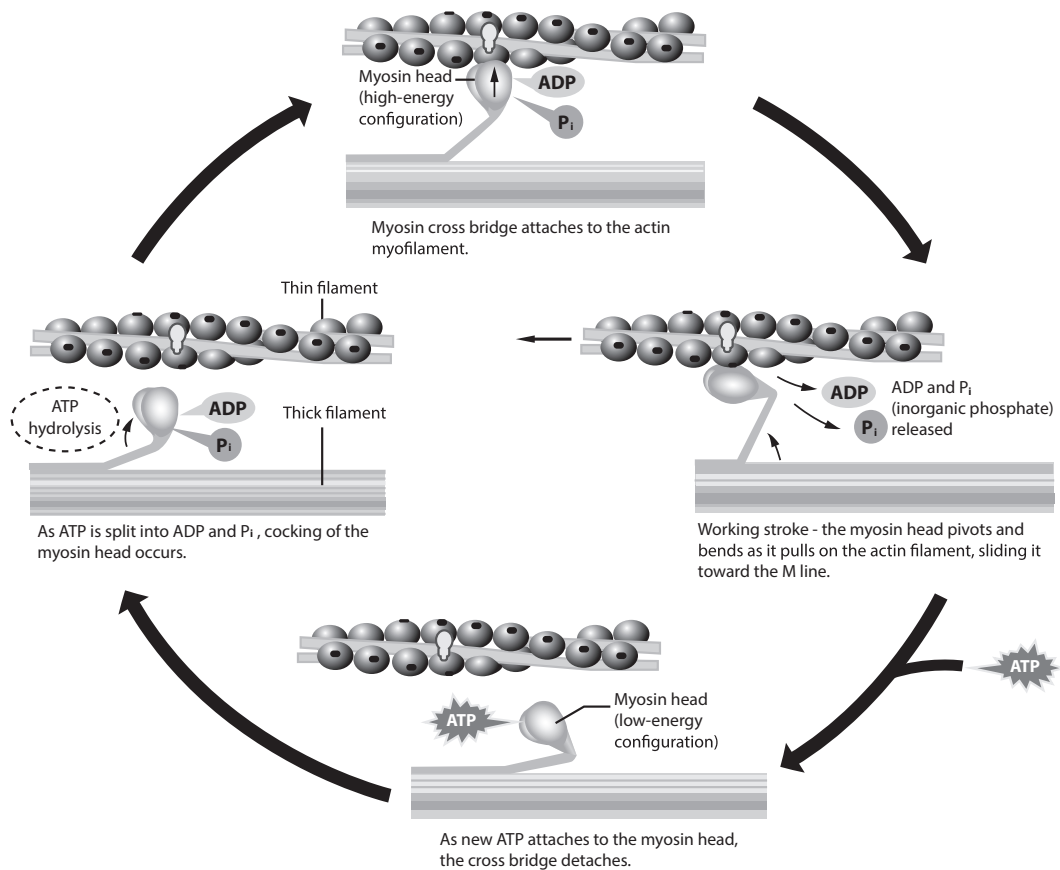 Myosin head
(high-energy
configuration)
ADP
Pi
Myosin cross bridge attaches to the actin
myofilament.
Thin filament
ATP
hydrolysis
ADP
Pi
Thick filament
As ATP is split into ADP and Pi , cocking of the
myosin head occurs.
ADP
Pi
ADP and Pi
(inorganic phosphate)
released
Working stroke - the myosin head pivots and
bends as it pulls on the actin filament, sliding it
toward the M line.
ATP
ATP
Myosin head
(low-energy
configuration)
As new ATP attaches to the myosin head,
the cross bridge detaches.